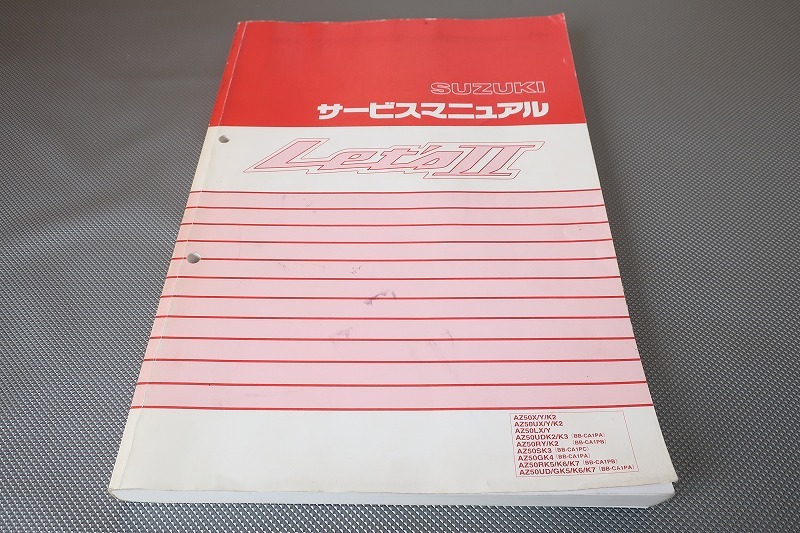 SUZUKI
サービスマニュアル
Let'sII
AZ50X/Y/K2
AZ50UX/Y/K2
AZ50LX/Y
AZ50UDK2/K3 (BB-CA1PA)
AZ50RY/K2 (BB-CA1PB)
AZ50SK3 (BB-CA1PC)
AZ50GK4 (BB-CA1PA)
AZ50RK5/K6/K7 (BB-CA1PB)
AZ50UD/GK5/K6/K7 (BB-CA1PA)